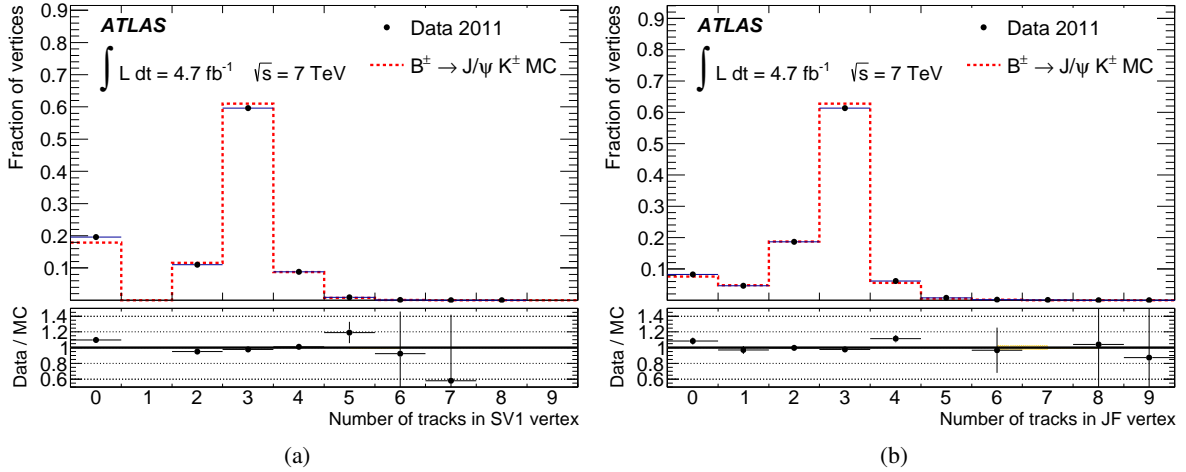 ATLAS
∫ L dt = 4.7 fb⁻¹ √s = 7 TeV
Data 2011
B± → J/ψ K± MC
Fraction of vertices
0.9
0.8
0.7
0.6
0.5
0.4
0.3
0.2
0.1
Data / MC
1.4
1.2
1
0.8
0.6
0 1 2 3 4 5 6 7 8 9
Number of tracks in SV1 vertex
(a)
ATLAS
∫ L dt = 4.7 fb⁻¹ √s = 7 TeV
Data 2011
B± → J/ψ K± MC
Fraction of vertices
0.9
0.8
0.7
0.6
0.5
0.4
0.3
0.2
0.1
Data / MC
1.4
1.2
1
0.8
0.6
0 1 2 3 4 5 6 7 8 9
Number of tracks in JF vertex
(b)